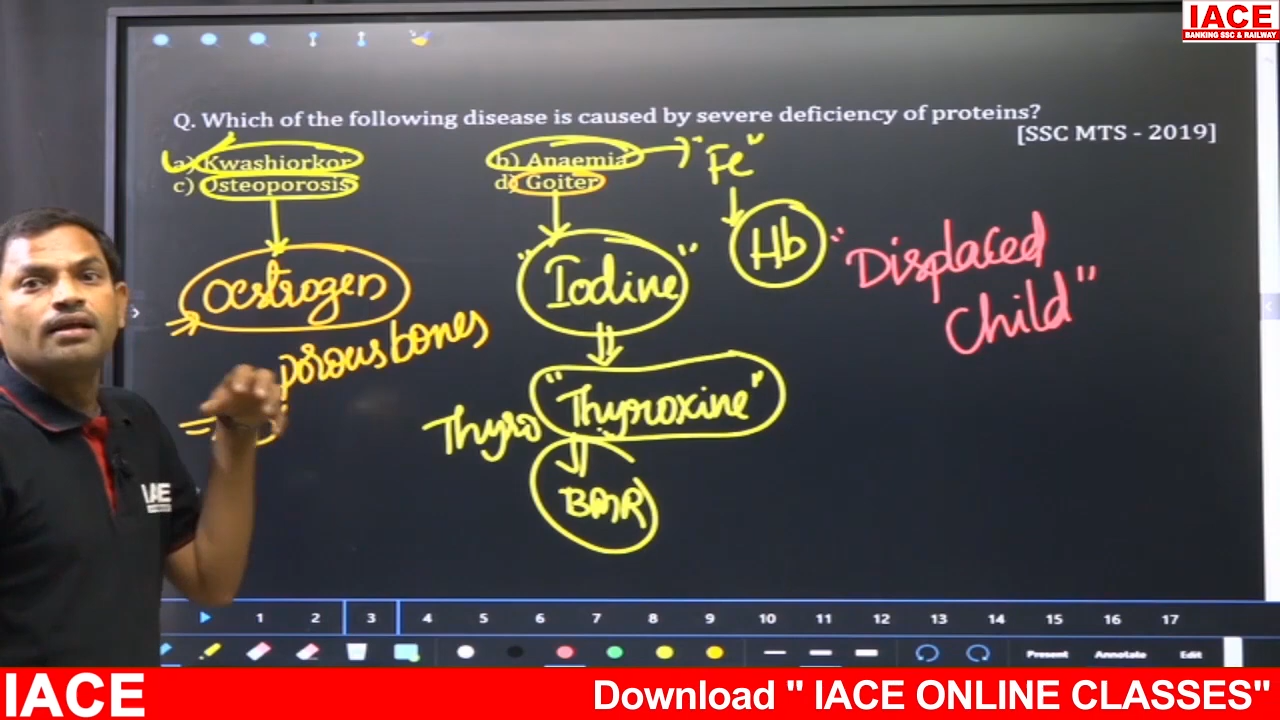 IACE
BANKING SSC & RAILWAY
Q. Which of the following disease is caused by severe deficiency of proteins?
[SSC MTS - 2019]
a) Kwashiorkor b) Anaemia "Fe"
c) Osteoporosis d) Goiter
Hb "Displaced
Child"
Oestrogen "Iodine"
porous bones
Thyro "Thyroxine"
BMR
IACE
1 2 3 4 5 6 7 8 9 10 11 12 13 14 15 16 17
Present Annotate Edit
IACE Download " IACE ONLINE CLASSES"